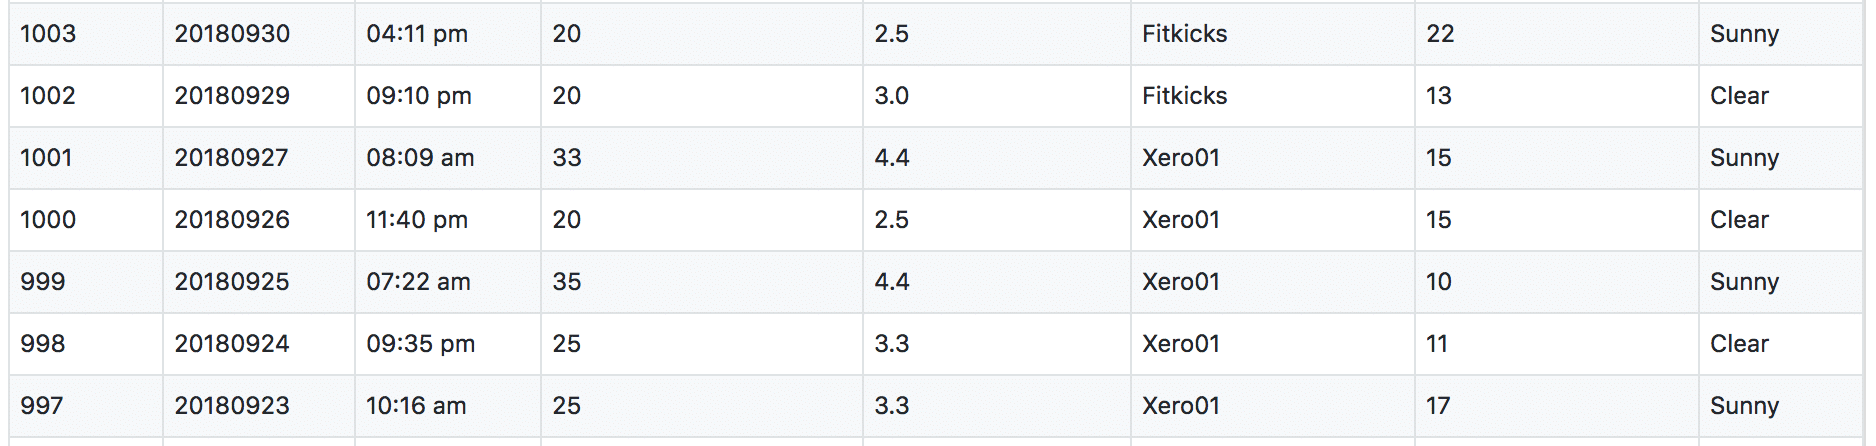 1003 20180930 04:11 pm 20 2.5 Fitkicks 22 Sunny
1002 20180929 09:10 pm 20 3.0 Fitkicks 13 Clear
1001 20180927 08:09 am 33 4.4 Xero01 15 Sunny
1000 20180926 11:40 pm 20 2.5 Xero01 15 Clear
999 20180925 07:22 am 35 4.4 Xero01 10 Sunny
998 20180924 09:35 pm 25 3.3 Xero01 11 Clear
997 20180923 10:16 am 25 3.3 Xero01 17 Sunny